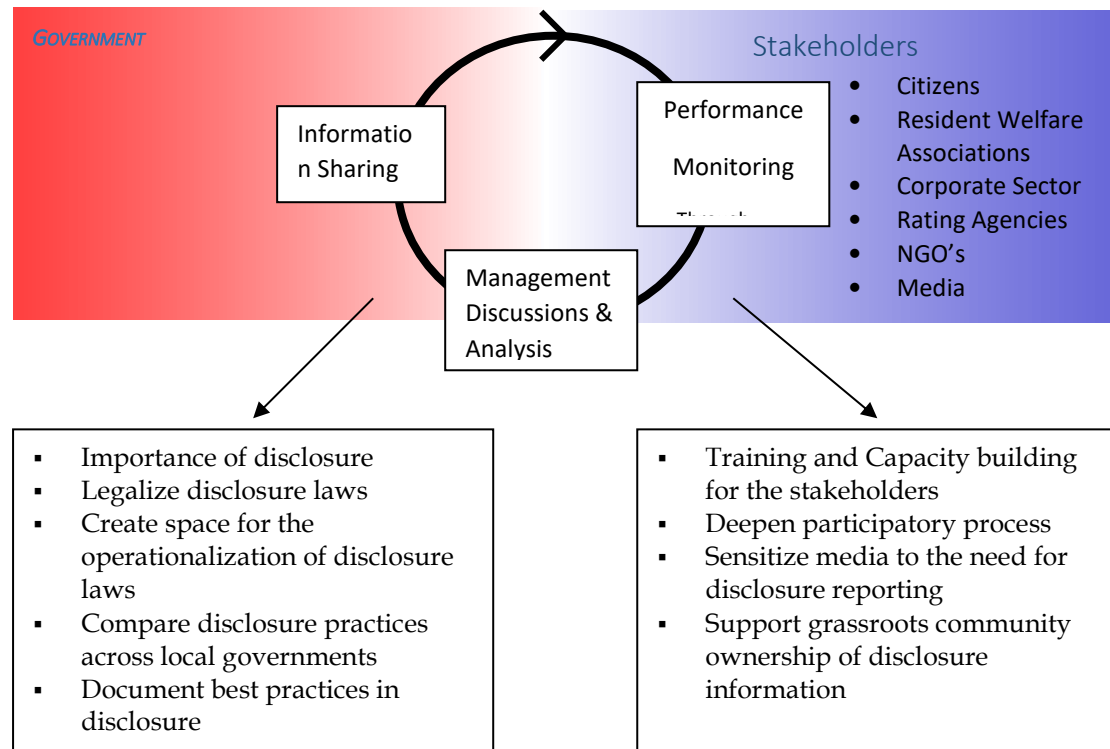 GOVERNMENT
Stakeholders
Informatio
n Sharing
Performance
Monitoring
Management
Discussions &
Analysis
• Citizens
• Resident Welfare
Associations
• Corporate Sector
• Rating Agencies
• NGO’s
• Media
▪ Importance of disclosure
▪ Legalize disclosure laws
▪ Create space for the
operationalization of disclosure
laws
▪ Compare disclosure practices
across local governments
▪ Document best practices in
disclosure
▪ Training and Capacity building
for the stakeholders
▪ Deepen participatory process
▪ Sensitize media to the need for
disclosure reporting
▪ Support grassroots community
ownership of disclosure
information